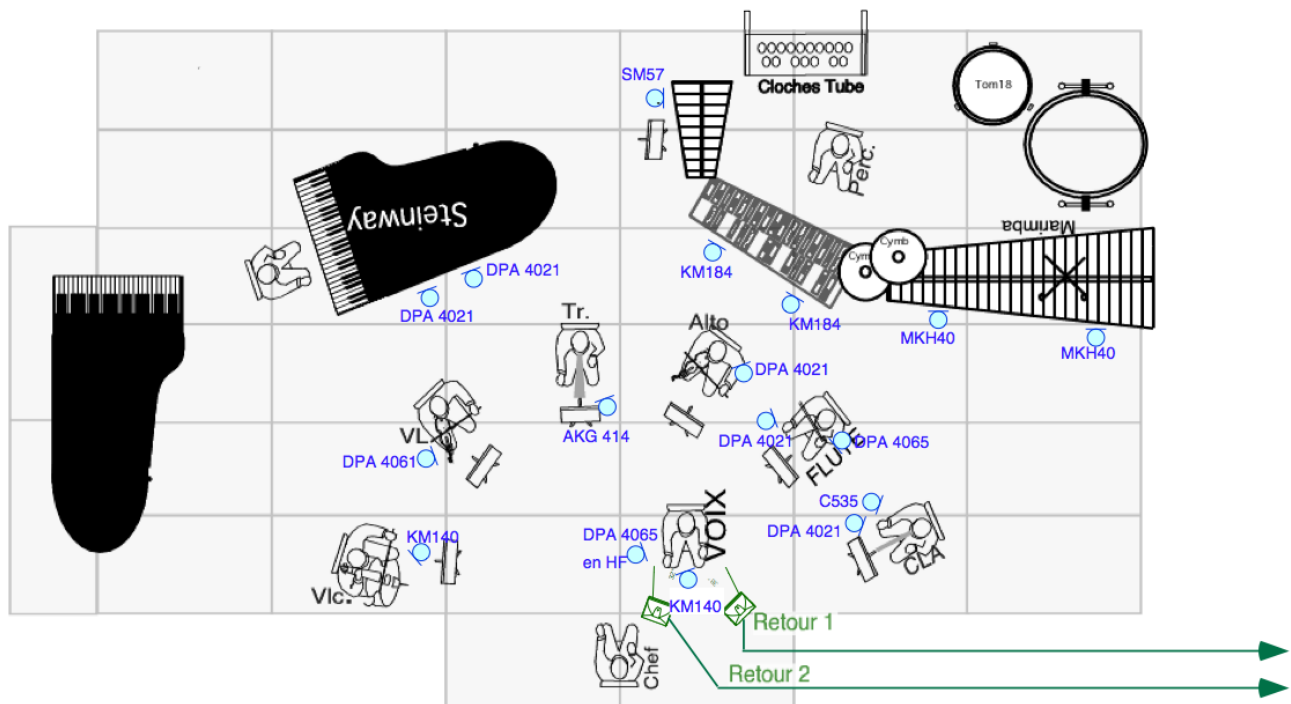 SM57
Cloches Tube
Tom18
Perc.
Steinway
Marimba
Cymb
Cym
KM184
DPA 4021
DPA 4021
KM184
MKH40
MKH40
Tr.
Alto
DPA 4021
VL.
AKG 414
DPA 4021
DPA 4065
FLUTE
DPA 4061
C535
DPA 4021
CLA
VOIX
DPA 4065
en HF
KM140
Vlc.
KM140
Retour 1
Chef
Retour 2